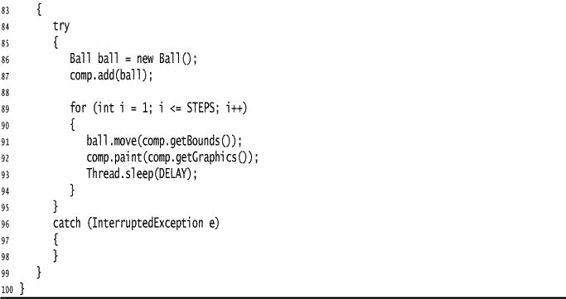 83    {
84       try
85       {
86          Ball ball = new Ball();
87          comp.add(ball);
88
89          for (int i = 1; i <= STEPS; i++)
90          {
91             ball.move(comp.getBounds());
92             comp.paint(comp.getGraphics());
93             Thread.sleep(DELAY);
94          }
95       }
96       catch (InterruptedException e)
97       {
98       }
99    }
100 }